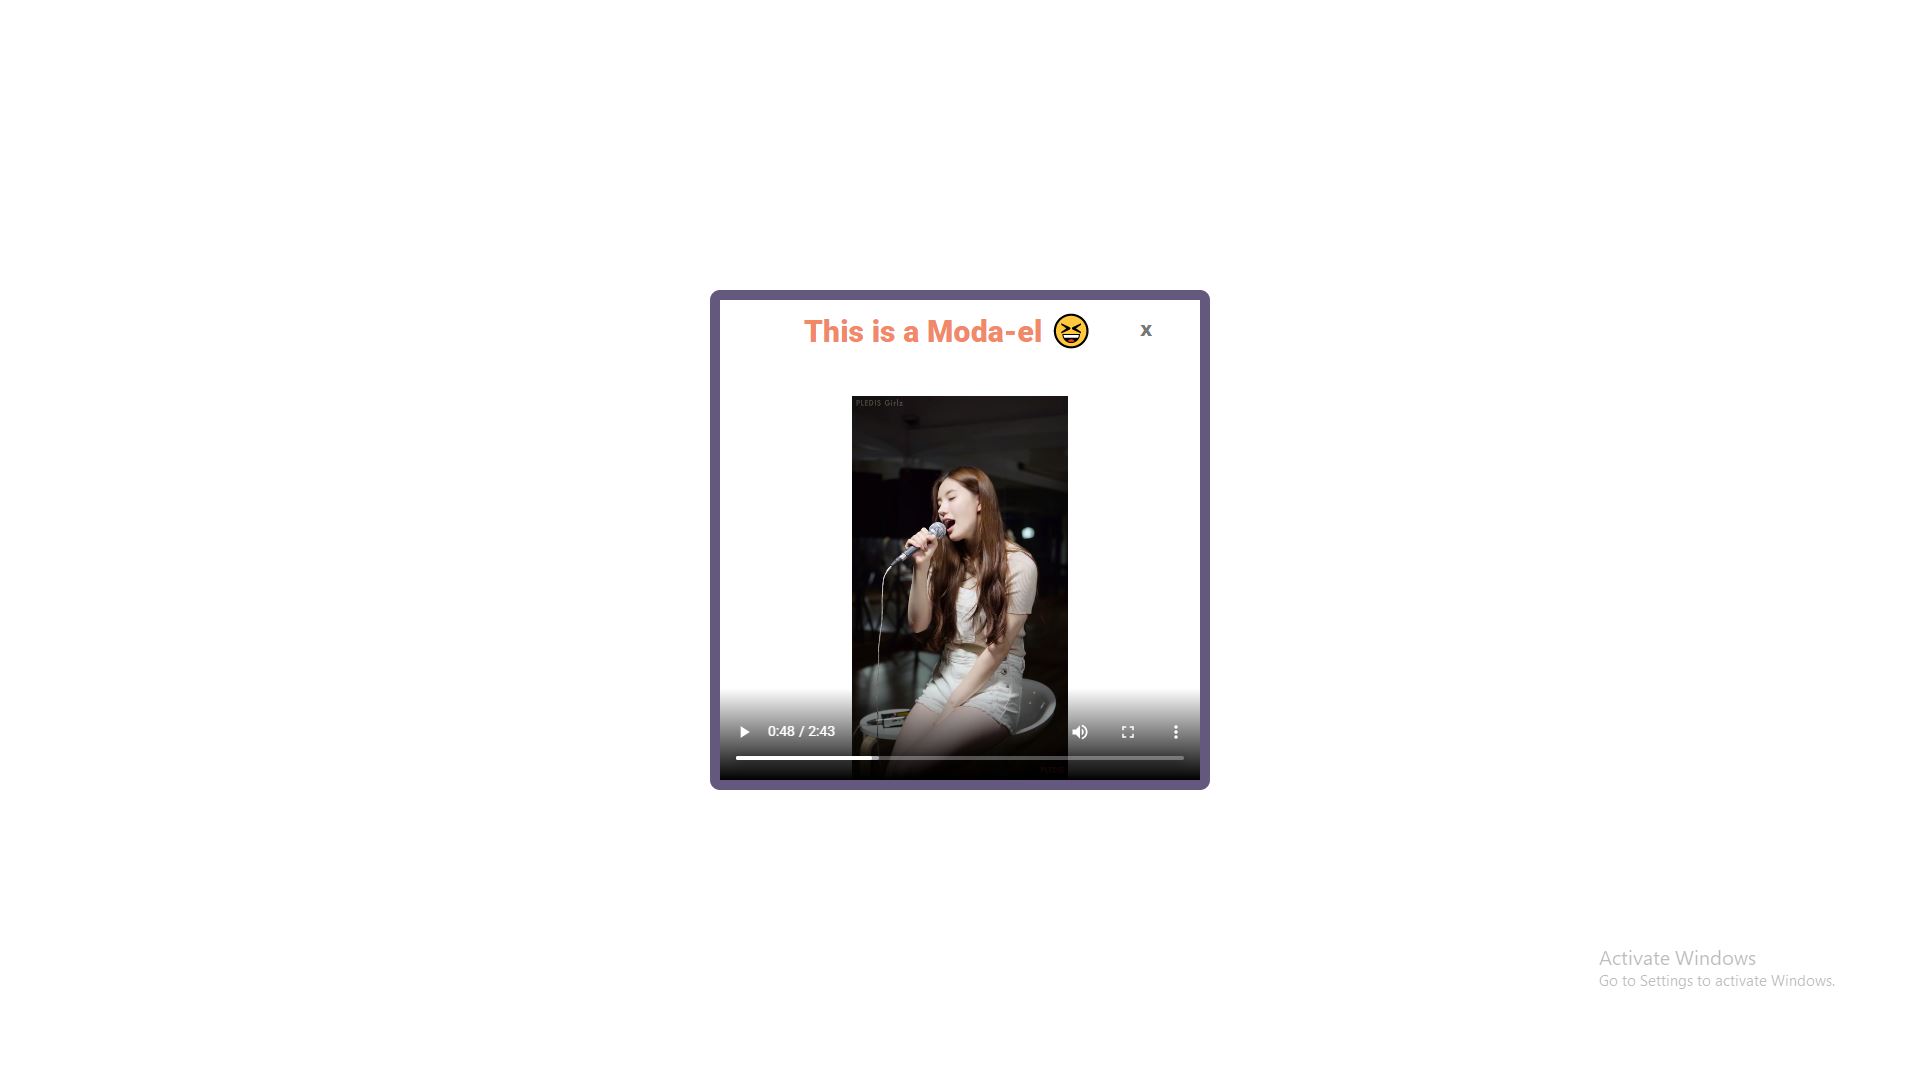 This is a Moda-el 😆
x
PLEDIS Girlz
0:48 / 2:43
Activate Windows
Go to Settings to activate Windows.